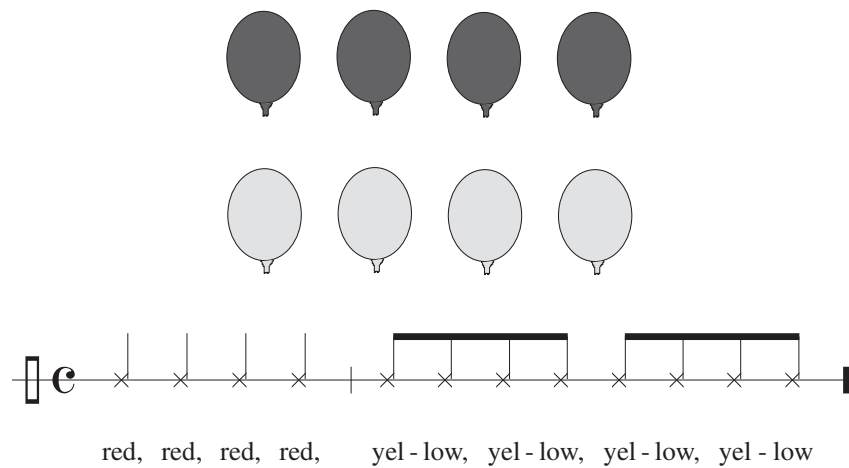 red, red, red, red, yel - low, yel - low, yel - low, yel - low